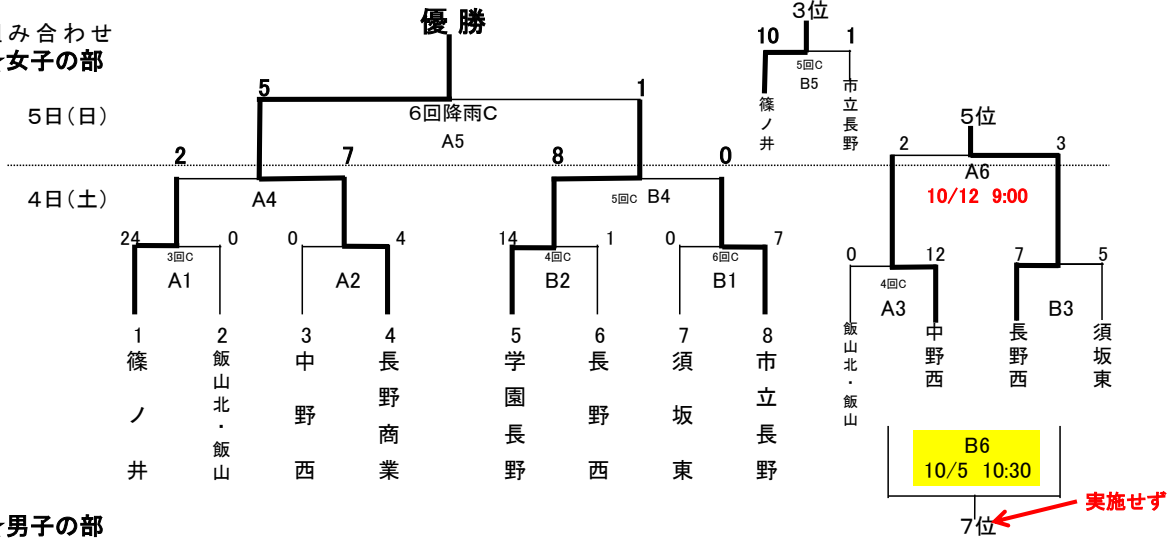 み合わせ
女子の部
優勝
3位
10
1
5回C
B5
篠ノ井
市立長野
5
1
5日(日)
6回降雨C
A5
5位
2
3
A6
10/12 9:00
2
7
8
0
4日(土)
A4
5回C B4
24
0
0
4
14
1
0
7
3回C
A1
A2
4回C
B2
6回C
B1
0
12
7
5
4回C
A3
B3
飯山北・飯山
中野西
長野西
須坂東
1
2
3
4
5
6
7
8
篠ノ井
飯山北・飯山
中野西
長野商業
学園長野
長野西
須坂東
市立長野
B6
10/5 10:30
7位
実施せず
男子の部